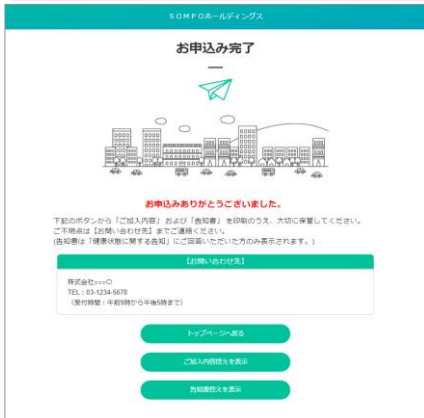 SOMPOホールディングス
お申込み完了
お申込みありがとうございました。
下記のボタンから「ご加入内容」 および「告知書」 を印刷のうえ、大切に保管してください。
ご不明点は【お問い合わせ先】までご連絡ください。
(告知書は「健康状態に関する告知」にご回答いただいた方のみ表示されます。)
【お問い合わせ先】
株式会社○○○○
TEL：03-1234-5678
（受付時間：午前9時から午後5時まで）
トップページへ戻る
ご加入内容控えを表示
告知書控えを表示